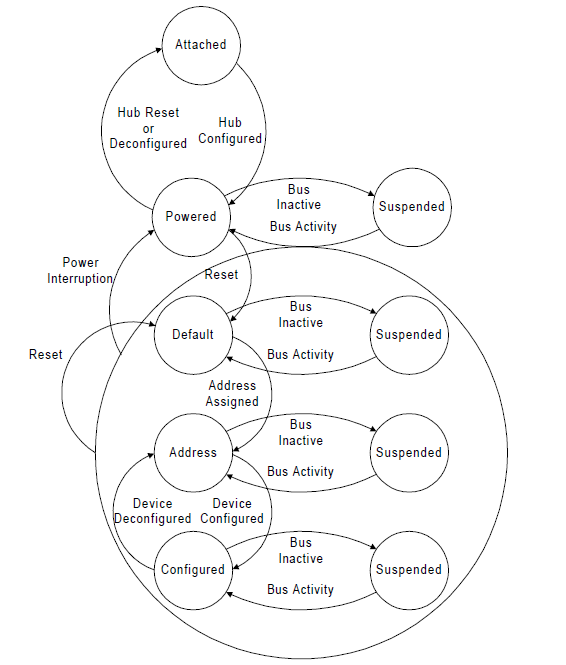 Attached
Hub Reset
or
Deconfigured
Hub
Configured
Powered
Bus
Inactive
Suspended
Bus Activity
Power
Interruption
Reset
Default
Bus
Inactive
Suspended
Bus Activity
Reset
Address
Assigned
Address
Bus
Inactive
Suspended
Bus Activity
Device
Deconfigured
Device
Configured
Configured
Bus
Inactive
Suspended
Bus Activity